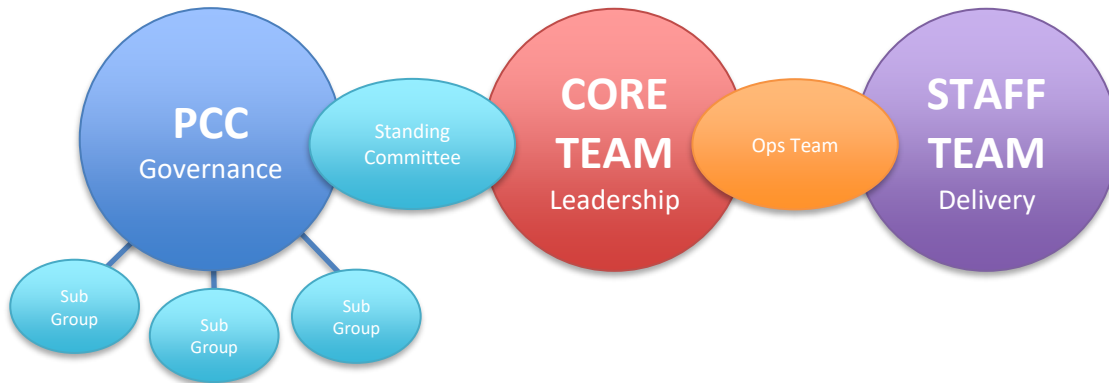 PCC
Governance
Standing
Committee
CORE
TEAM
Leadership
Ops Team
STAFF
TEAM
Delivery
Sub
Group
Sub
Group
Sub
Group